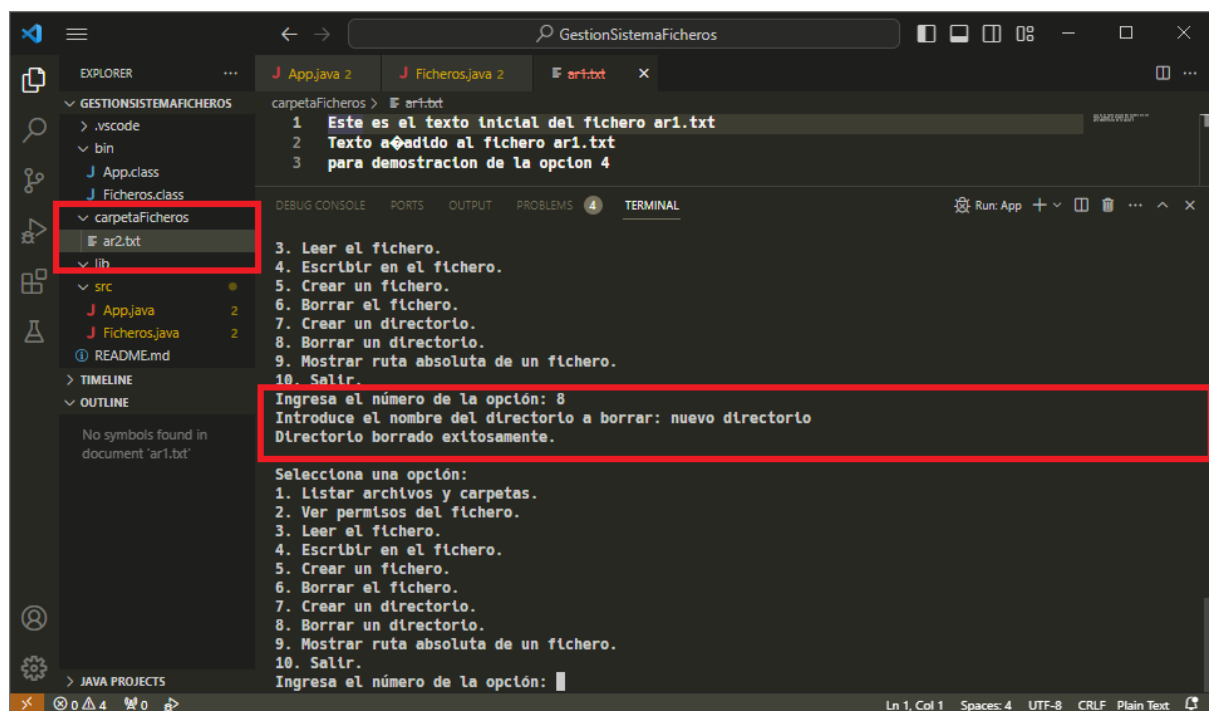 GestionSistemaFicheros
EXPLORER
GESTIONSISTEMAFICHEROS
.vscode
bin
App.class
Ficheros.class
carpetaFicheros
ar2.txt
lib
src
App.java 2
Ficheros.java 2
README.md
TIMELINE
OUTLINE
No symbols found in
document 'ar1.txt'
JAVA PROJECTS
App.java 2 Ficheros.java 2 ar1.txt
carpetaFicheros > ar1.txt
1 Este es el texto inicial del fichero ar1.txt
2 Texto a�adido al fichero ar1.txt
3 para demostracion de la opcion 4
DEBUG CONSOLE PORTS OUTPUT PROBLEMS 4 TERMINAL Run: App
3. Leer el fichero.
4. Escribir en el fichero.
5. Crear un fichero.
6. Borrar el fichero.
7. Crear un directorio.
8. Borrar un directorio.
9. Mostrar ruta absoluta de un fichero.
10. Salir.
Ingresa el número de la opción: 8
Introduce el nombre del directorio a borrar: nuevo directorio
Directorio borrado exitosamente.
Selecciona una opción:
1. Listar archivos y carpetas.
2. Ver permisos del fichero.
3. Leer el fichero.
4. Escribir en el fichero.
5. Crear un fichero.
6. Borrar el fichero.
7. Crear un directorio.
8. Borrar un directorio.
9. Mostrar ruta absoluta de un fichero.
10. Salir.
Ingresa el número de la opción:
0 4 0 Ln 1, Col 1 Spaces: 4 UTF-8 CRLF Plain Text